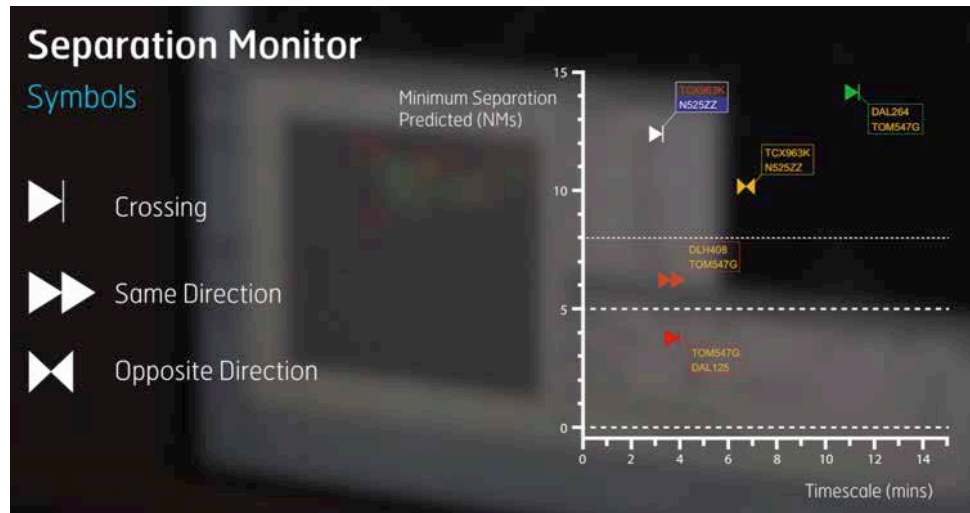 Separation Monitor
Symbols
Crossing
Same Direction
Opposite Direction
Minimum Separation
Predicted (NMs)
15
10
5
0
TCX963K
N525ZZ
DAL264
TOM547G
TCX963K
N525ZZ
DLH408
TOM547G
TOM547G
DAL125
0 2 4 6 8 10 12 14
Timescale (mins)